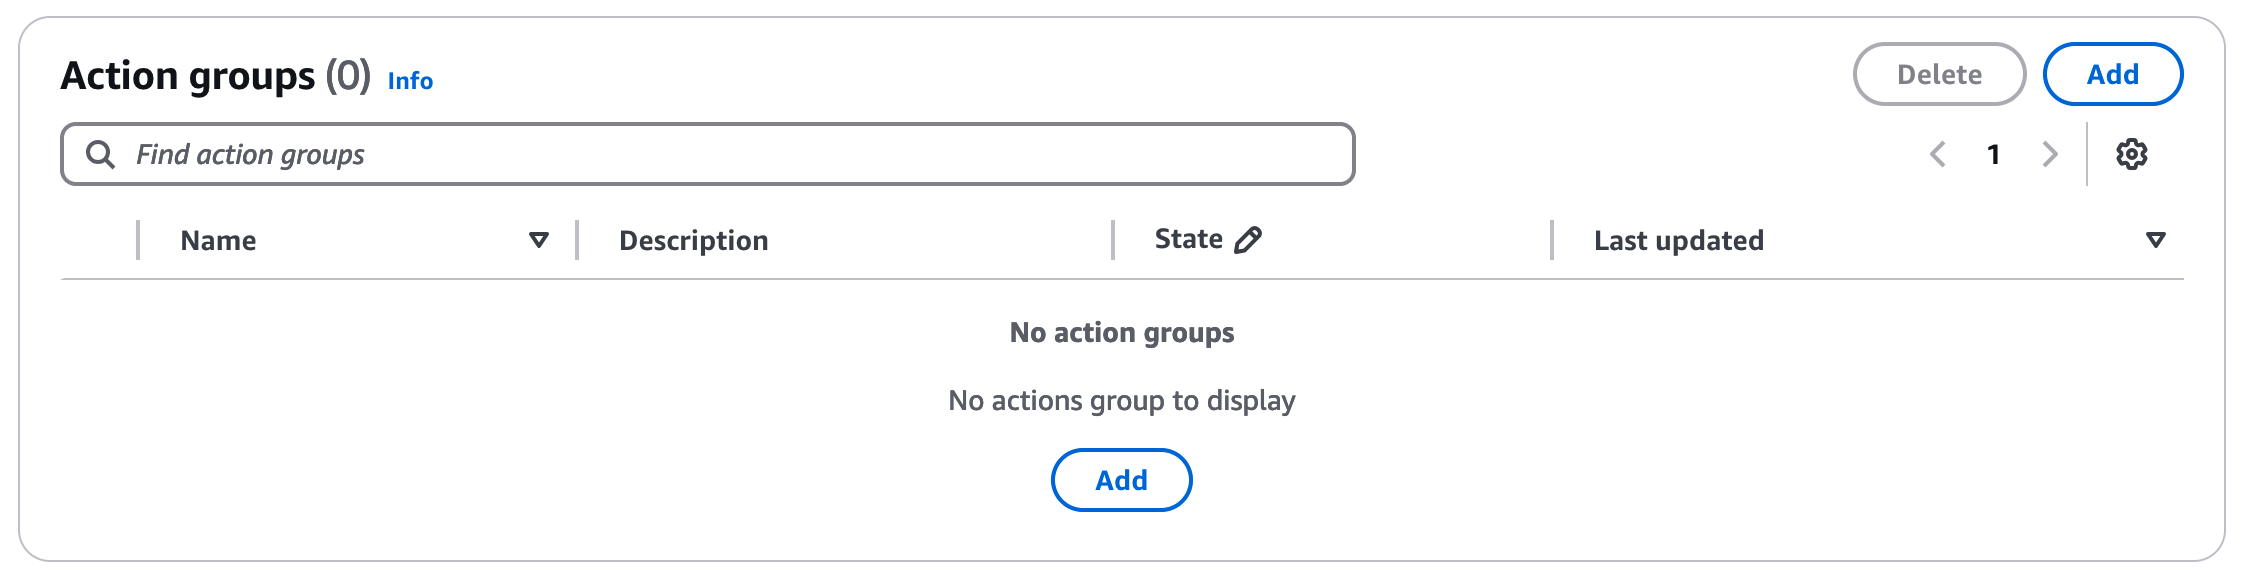 Action groups (0) Info
Delete
Add
Find action groups
1
Name
Description
State
Last updated
No action groups
No actions group to display
Add